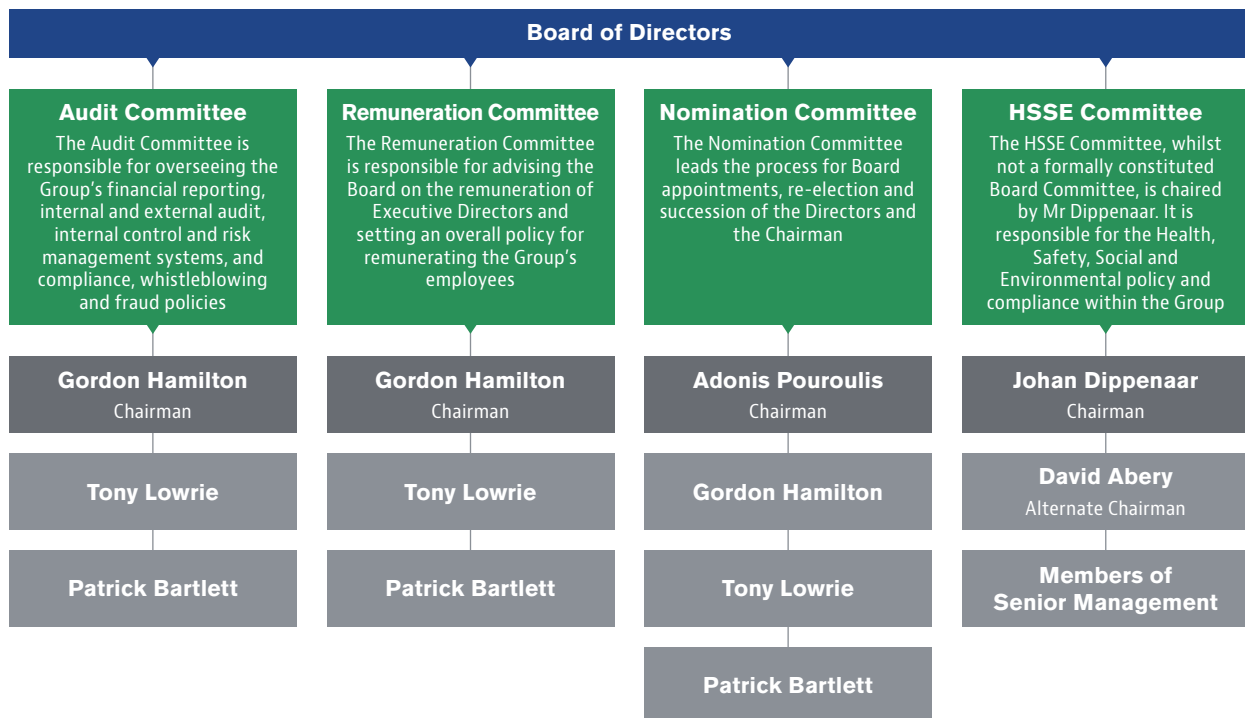 Board of Directors
Audit Committee
The Audit Committee is
responsible for overseeing the
Group's financial reporting,
internal and external audit,
internal control and risk
management systems, and
compliance, whistleblowing
and fraud policies
Gordon Hamilton
Chairman
Tony Lowrie
Patrick Bartlett
Remuneration Committee
The Remuneration Committee
is responsible for advising the
Board on the remuneration of
Executive Directors and
setting an overall policy for
remunerating the Group's
employees
Gordon Hamilton
Chairman
Tony Lowrie
Patrick Bartlett
Nomination Committee
The Nomination Committee
leads the process for Board
appointments, re-election and
succession of the Directors and
the Chairman
Adonis Pouroulis
Chairman
Gordon Hamilton
Tony Lowrie
Patrick Bartlett
HSSE Committee
The HSSE Committee, whilst
not a formally constituted
Board Committee, is chaired
by Mr Dippenaar. It is
responsible for the Health,
Safety, Social and
Environmental policy and
compliance within the Group
Johan Dippenaar
Chairman
David Abery
Alternate Chairman
Members of
Senior Management